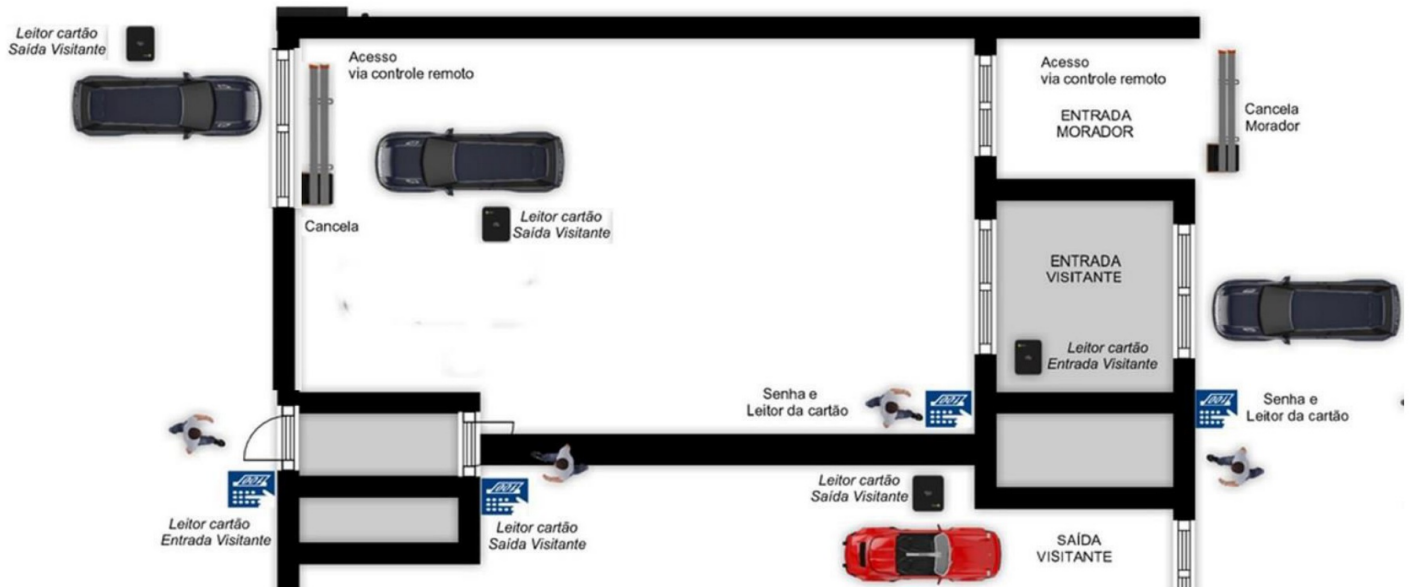 Leitor cartão
Saída Visitante
Acesso
via controle remoto
Acesso
via controle remoto
ENTRADA
MORADOR
Cancela
Morador
Leitor cartão
Saída Visitante
Cancela
ENTRADA
VISITANTE
Leitor cartão
Entrada Visitante
Senha e
Leitor da cartão
Senha e
Leitor da cartão
Leitor cartão
Saída Visitante
Leitor cartão
Entrada Visitante
Leitor cartão
Saída Visitante
SAÍDA
VISITANTE